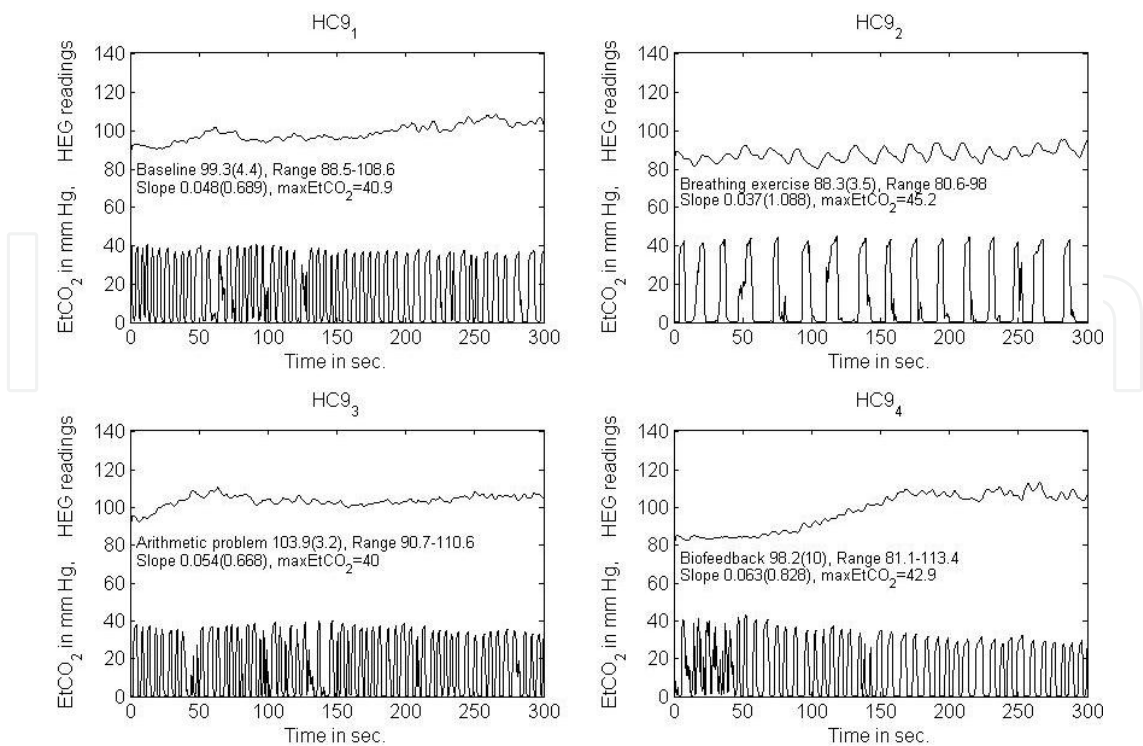 HC9₁
HEG readings
EtCO₂ in mm Hg,
140
120
100
80
60
40
20
0
Baseline 99.3(4.4), Range 88.5-108.6
Slope 0.048(0.689), maxEtCO₂=40.9
0 50 100 150 200 250 300
Time in sec.
HC9₂
HEG readings
EtCO₂ in mm Hg,
140
120
100
80
60
40
20
0
Breathing exercise 88.3(3.5), Range 80.6-98
Slope 0.037(1.088), maxEtCO₂=45.2
0 50 100 150 200 250 300
Time in sec.
HC9₃
HEG readings
EtCO₂ in mm Hg,
140
120
100
80
60
40
20
0
Arithmetic problem 103.9(3.2), Range 90.7-110.6
Slope 0.054(0.668), maxEtCO₂=40
0 50 100 150 200 250 300
Time in sec.
HC9₄
HEG readings
EtCO₂ in mm Hg,
140
120
100
80
60
40
20
0
Biofeedback 98.2(10), Range 81.1-113.4
Slope 0.063(0.828), maxEtCO₂=42.9
0 50 100 150 200 250 300
Time in sec.